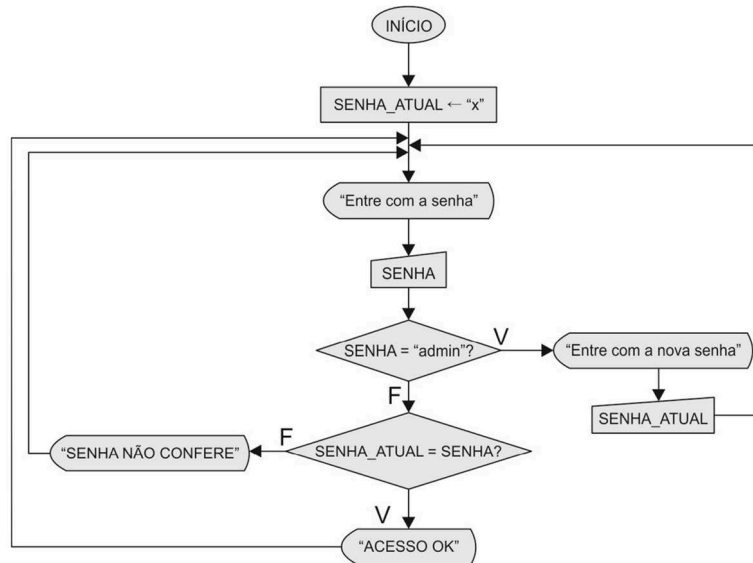 INÍCIO
SENHA_ATUAL ← “x”
“Entre com a senha”
SENHA
SENHA = “admin”?
V
“Entre com a nova senha”
F
SENHA_ATUAL
“SENHA NÃO CONFERE”
F
SENHA_ATUAL = SENHA?
V
“ACESSO OK”